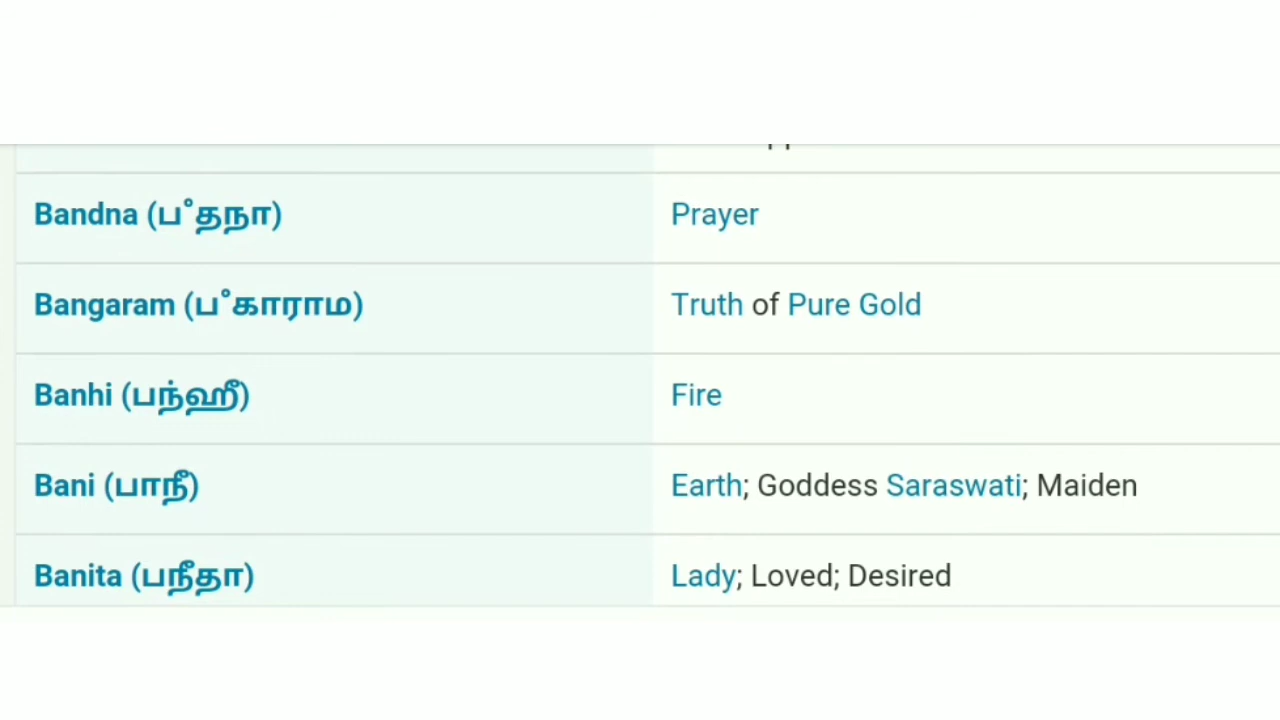 Bandna (ப˚தநா) Prayer
Bangaram (ப˚காராம) Truth of Pure Gold
Banhi (பந்ஹீ) Fire
Bani (பாநீ) Earth; Goddess Saraswati; Maiden
Banita (பநீதா) Lady; Loved; Desired